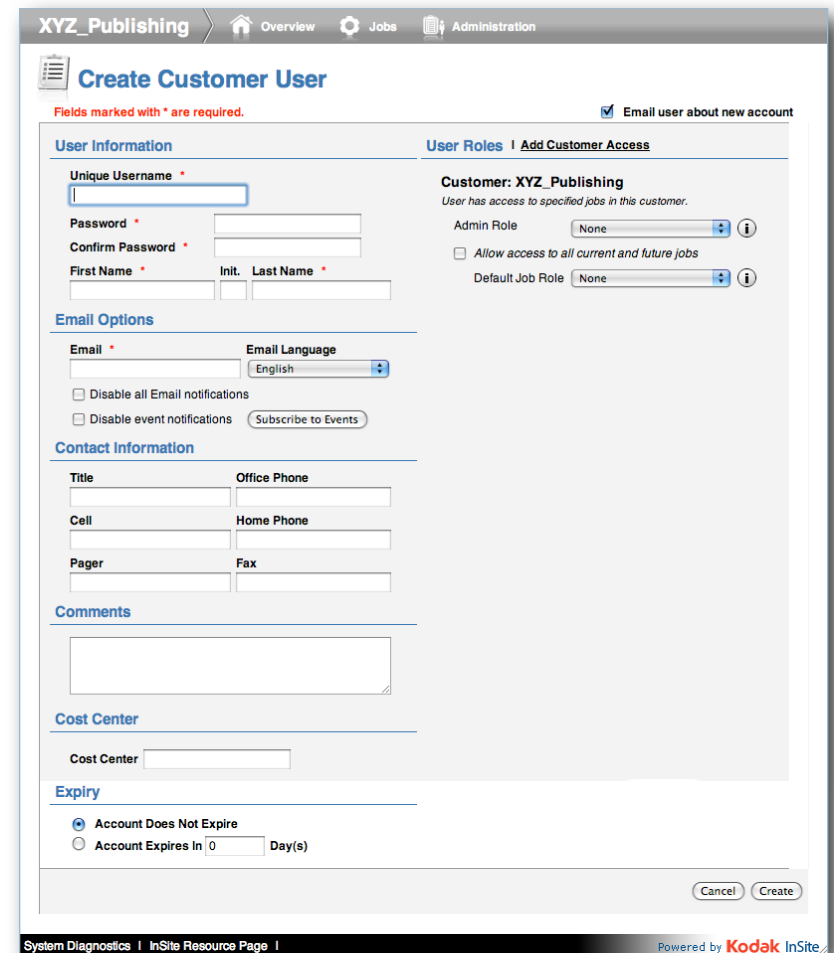 XYZ_Publishing Overview Jobs Administration
Create Customer User
Fields marked with * are required. Email user about new account
User Information
Unique Username *
Password *
Confirm Password *
First Name * Init. Last Name *
Email Options
Email * Email Language
English
Disable all Email notifications
Disable event notifications Subscribe to Events
Contact Information
Title Office Phone
Cell Home Phone
Pager Fax
Comments
Cost Center
Cost Center
Expiry
Account Does Not Expire
Account Expires In 0 Day(s)
User Roles | Add Customer Access
Customer: XYZ_Publishing
User has access to specified jobs in this customer.
Admin Role None i
Allow access to all current and future jobs
Default Job Role None i
Cancel Create
System Diagnostics | InSite Resource Page | Powered by Kodak InSite